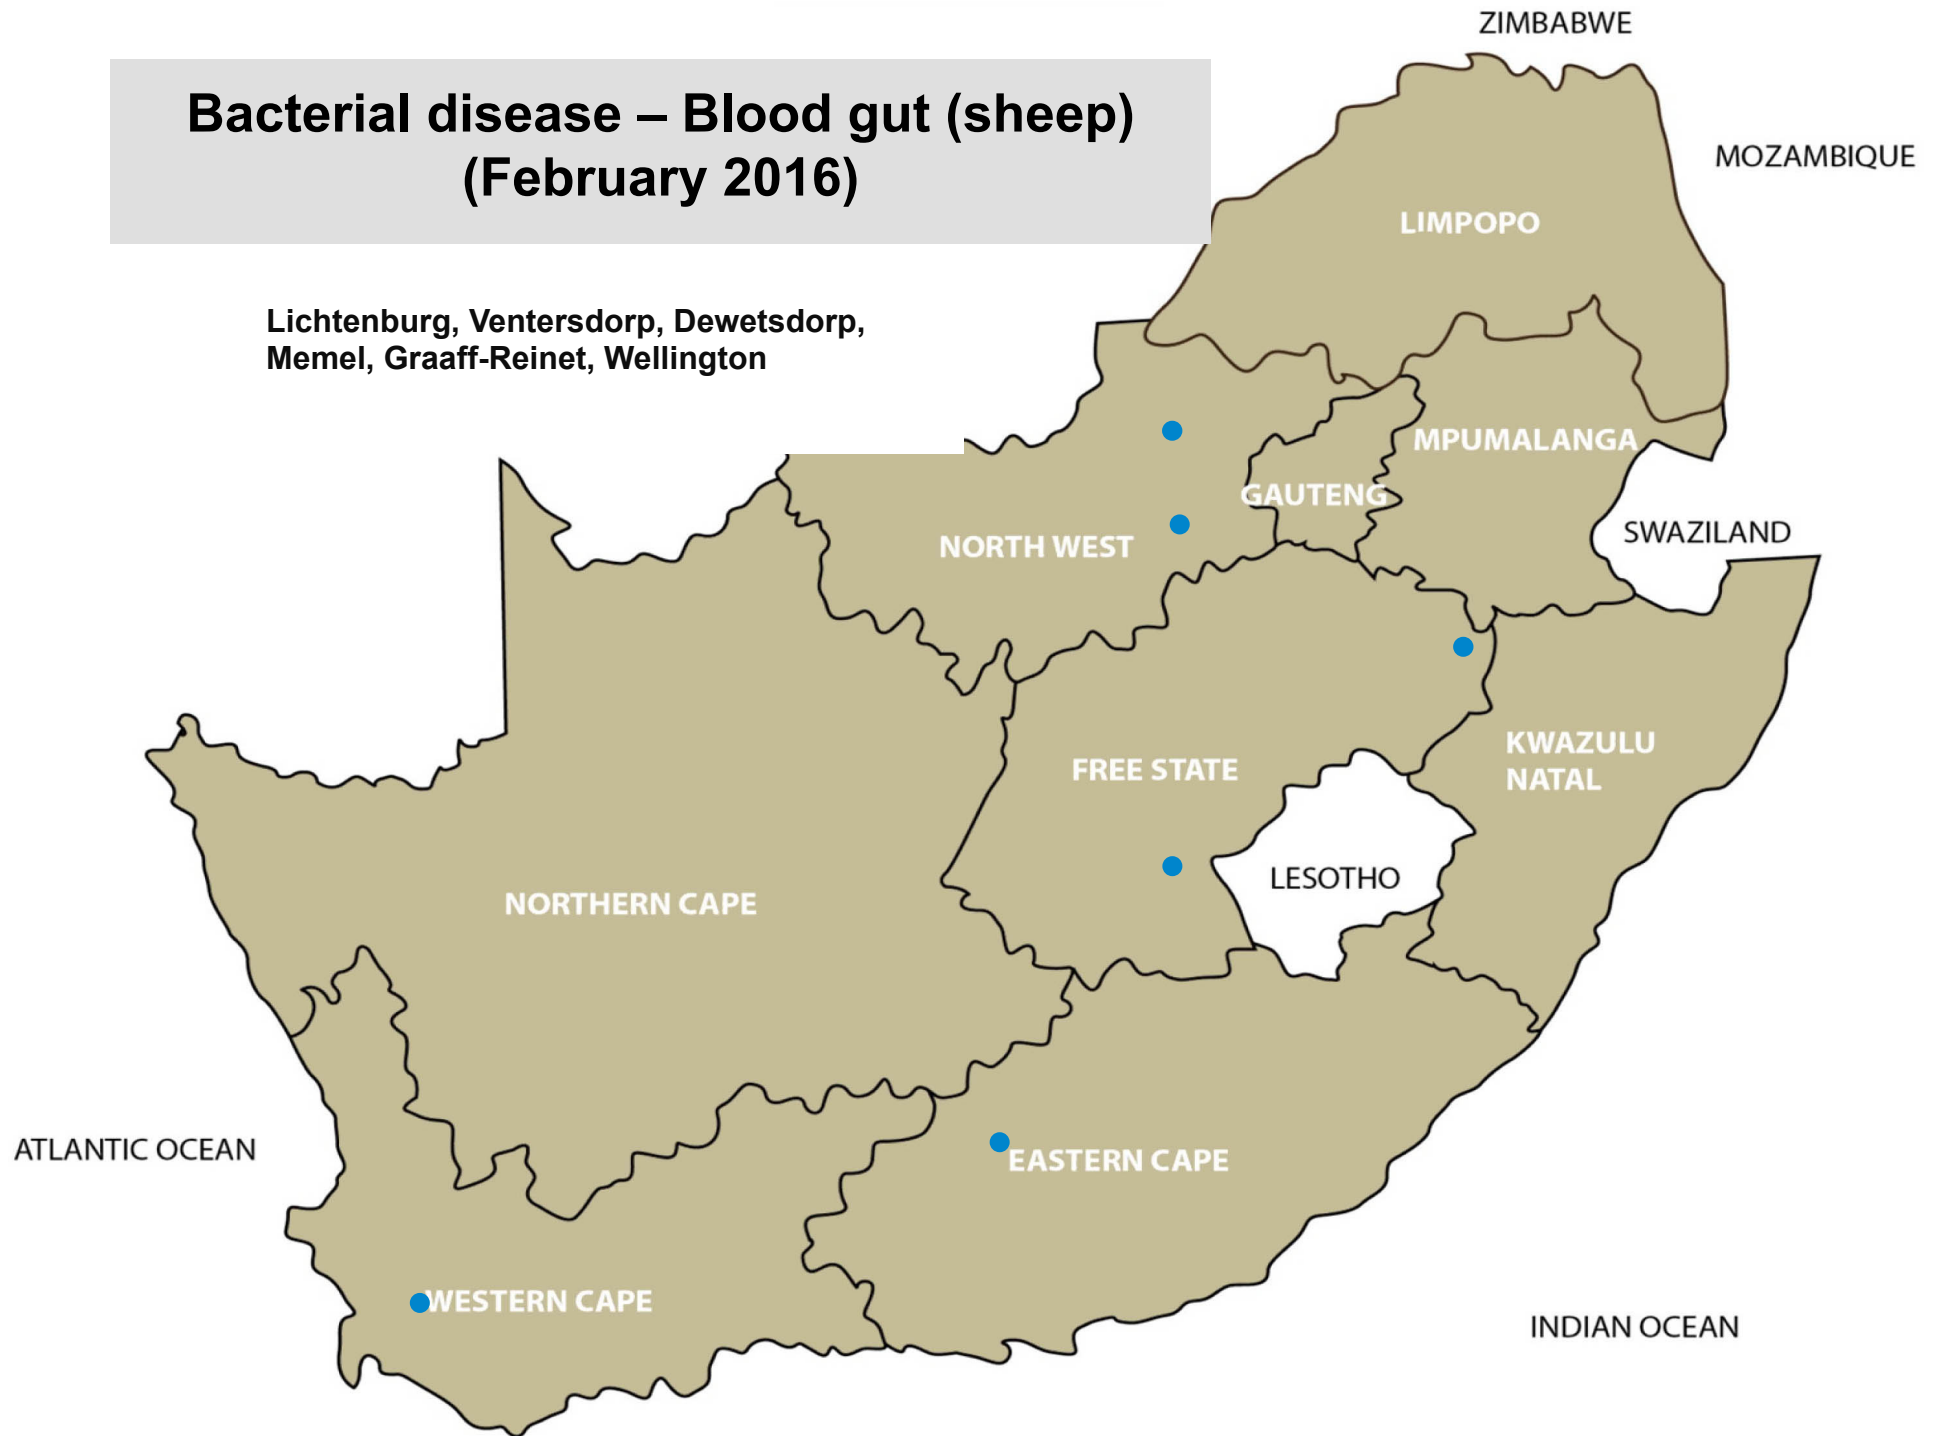 ZIMBABWE
Bacterial disease – Blood gut (sheep)
(February 2016)
MOZAMBIQUE
LIMPOPO
Lichtenburg, Ventersdorp, Dewetsdorp,
Memel, Graaff-Reinet, Wellington
MPUMALANGA
GAUTENG
SWAZILAND
NORTH WEST
KWAZULU
NATAL
FREE STATE
LESOTHO
NORTHERN CAPE
ATLANTIC OCEAN
EASTERN CAPE
WESTERN CAPE
INDIAN OCEAN